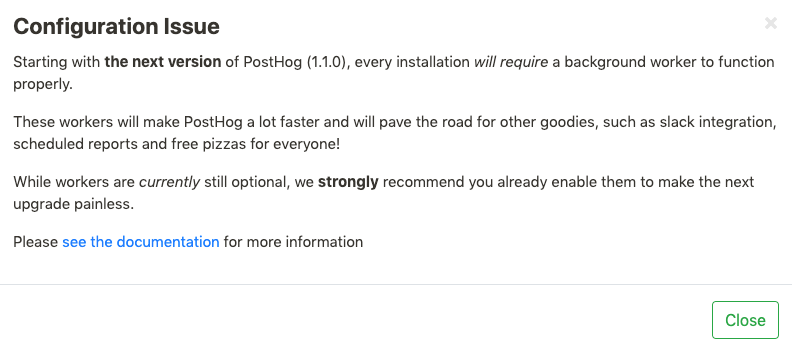 Configuration Issue
Starting with the next version of PostHog (1.1.0), every installation will require a background worker to function
properly.
These workers will make PostHog a lot faster and will pave the road for other goodies, such as slack integration,
scheduled reports and free pizzas for everyone!
While workers are currently still optional, we strongly recommend you already enable them to make the next
upgrade painless.
Please see the documentation for more information
Close